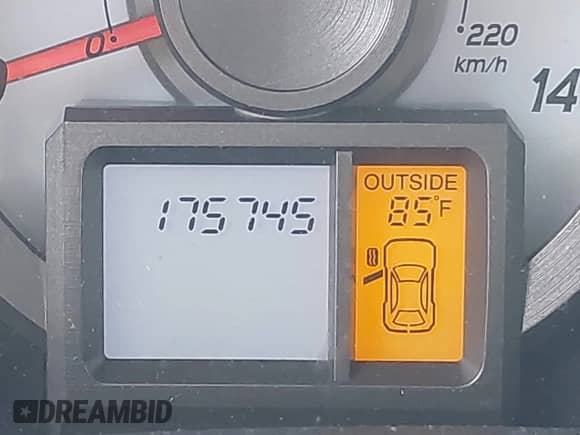 0
220
km/h
14
175745
OUTSIDE
85°F
DREAMBID